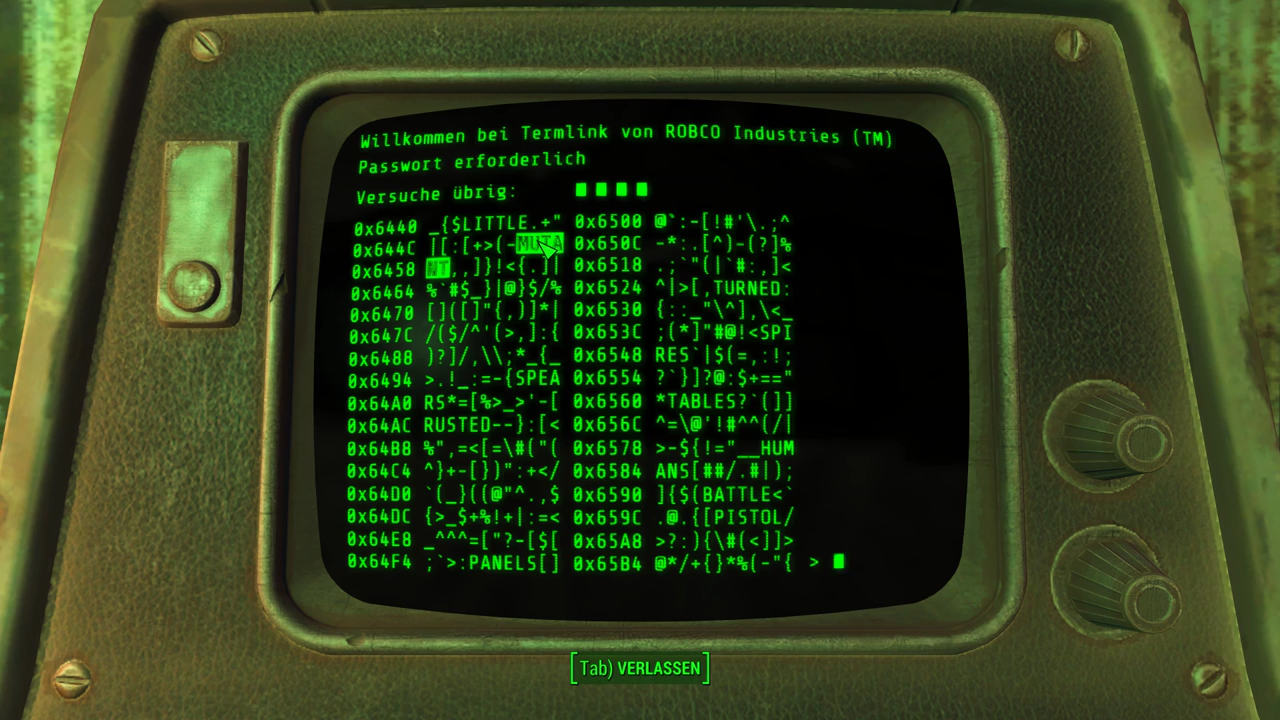 Willkommen bei Termlink von ROBCO Industries (TM)
Passwort erforderlich
Versuche übrig:
0x6440 _{$LITTLE.+" 0x6500 @`:-[!#'\.;^
0x644C ][:[+>(-MUTA 0x650C -*:.[^)-(?]%
0x6458 NT,,]}!<{.]| 0x6518 .;`"(|`#:,]<
0x6464 %`#$_}|@}$/% 0x6524 ^|>[,TURNED:
0x6470 []([]"{,)]*| 0x6530 {::_"\^],\<_
0x647C /($/^'(>,]:{ 0x653C ;(*]"#@!<SPI
0x6488 )?]/,\\;*_{_ 0x6548 RES`|$(=,:!;
0x6494 >.!_:=-{SPEA 0x6554 ?`}]?@:$+=="
0x64A0 RS*=[%>_>'-[ 0x6560 *TABLES?`(]]
0x64AC RUSTED--}:[< 0x656C ^=\@'!#^^(/|
0x64B8 %",=<[=\#("( 0x6578 >-${!="__HUM
0x64C4 ^}+-[})":+</ 0x6584 ANS[##/.#|);
0x64D0 `(_}((@"^.,$ 0x6590 ]{$(BATTLE<`
0x64DC {>_$+%!+|:=< 0x659C .@.{[PISTOL/
0x64E8 _^^^=["?-[$[ 0x65A8 >?:){\#(<]]>
0x64F4 ;`>:PANELS[] 0x65B4 @*/+{}*%(-"{ >
[Tab) VERLASSEN]